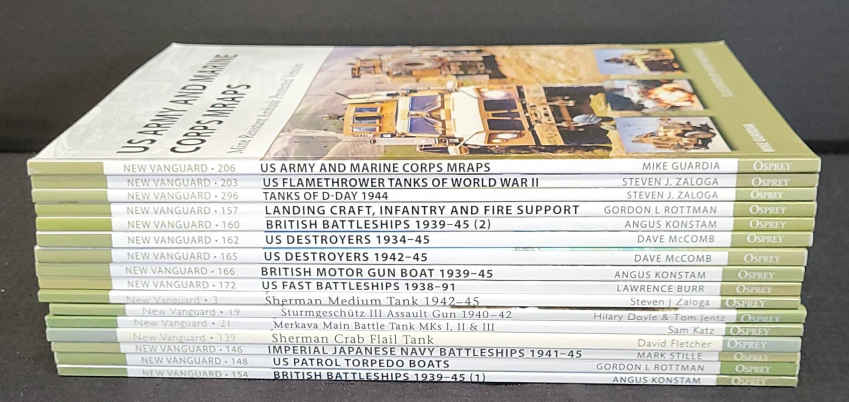 US ARMY AND MARINE
CORPS MRAPS
Mine Resistant Ambush Protected Vehicles
MIKE GUARDIA
NEW VANGUARD • 206 US ARMY AND MARINE CORPS MRAPS MIKE GUARDIA OSPREY
NEW VANGUARD • 203 US FLAMETHROWER TANKS OF WORLD WAR II STEVEN J. ZALOGA OSPREY
NEW VANGUARD • 296 TANKS OF D-DAY 1944 STEVEN J. ZALOGA OSPREY
NEW VANGUARD • 157 LANDING CRAFT, INFANTRY AND FIRE SUPPORT GORDON L ROTTMAN OSPREY
NEW VANGUARD • 160 BRITISH BATTLESHIPS 1939–45 (2) ANGUS KONSTAM OSPREY
NEW VANGUARD • 162 US DESTROYERS 1934–45 DAVE McCOMB OSPREY
NEW VANGUARD • 165 US DESTROYERS 1942–45 DAVE McCOMB OSPREY
NEW VANGUARD • 166 BRITISH MOTOR GUN BOAT 1939–45 ANGUS KONSTAM OSPREY
NEW VANGUARD • 172 US FAST BATTLESHIPS 1938–91 LAWRENCE BURR OSPREY
New Vanguard • 3 Sherman Medium Tank 1942–45 Steven J Zaloga OSPREY
New Vanguard • 19 Sturmgeschütz III Assault Gun 1940–42 Hilary Doyle & Tom Jentz OSPREY
New Vanguard • 21 Merkava Main Battle Tank MKs I, II & III Sam Katz OSPREY
New Vanguard • 139 Sherman Crab Flail Tank David Fletcher OSPREY
NEW VANGUARD • 146 IMPERIAL JAPANESE NAVY BATTLESHIPS 1941–45 MARK STILLE OSPREY
NEW VANGUARD • 148 US PATROL TORPEDO BOATS GORDON L ROTTMAN OSPREY
NEW VANGUARD • 154 BRITISH BATTLESHIPS 1939–45 (1) ANGUS KONSTAM OSPREY